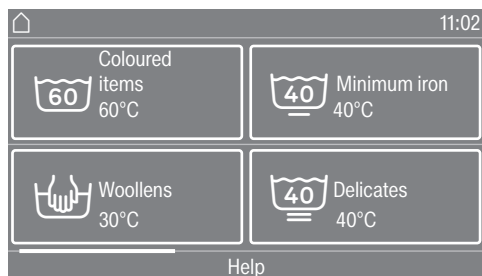 11:02
Coloured
items
60
60°C
40
Minimum iron
40°C
Woollens
30°C
40
Delicates
40°C
Help